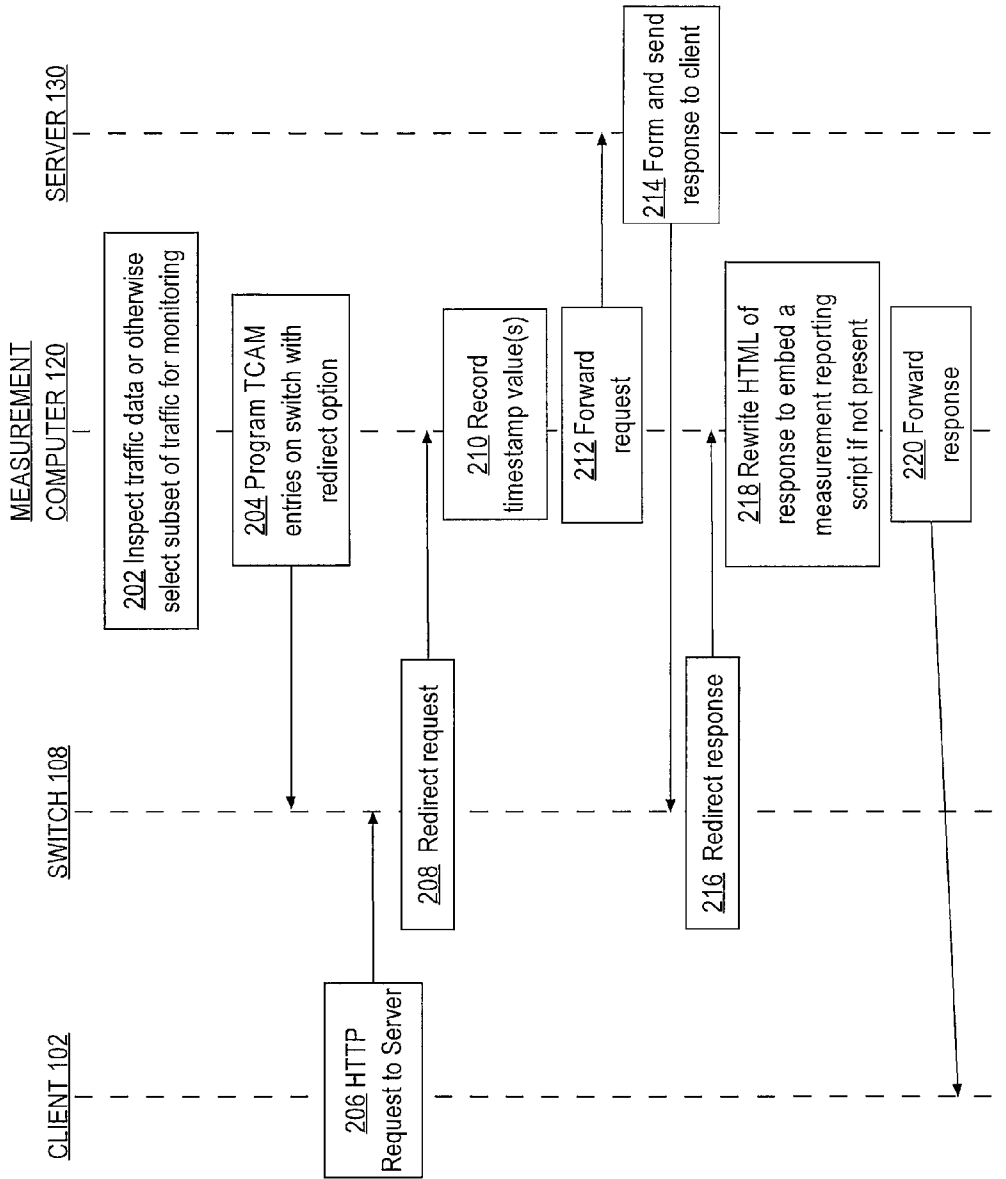 CLIENT 102
SWITCH 108
MEASUREMENT
COMPUTER 120
SERVER 130
202 Inspect traffic data or otherwise
select subset of traffic for monitoring
204 Program TCAM
entries on switch with
redirect option
206 HTTP
Request to Server
208 Redirect request
210 Record
timestamp value(s)
212 Forward
request
214 Form and send
response to client
216 Redirect response
218 Rewrite HTML of
response to embed a
measurement reporting
script if not present
220 Forward
response